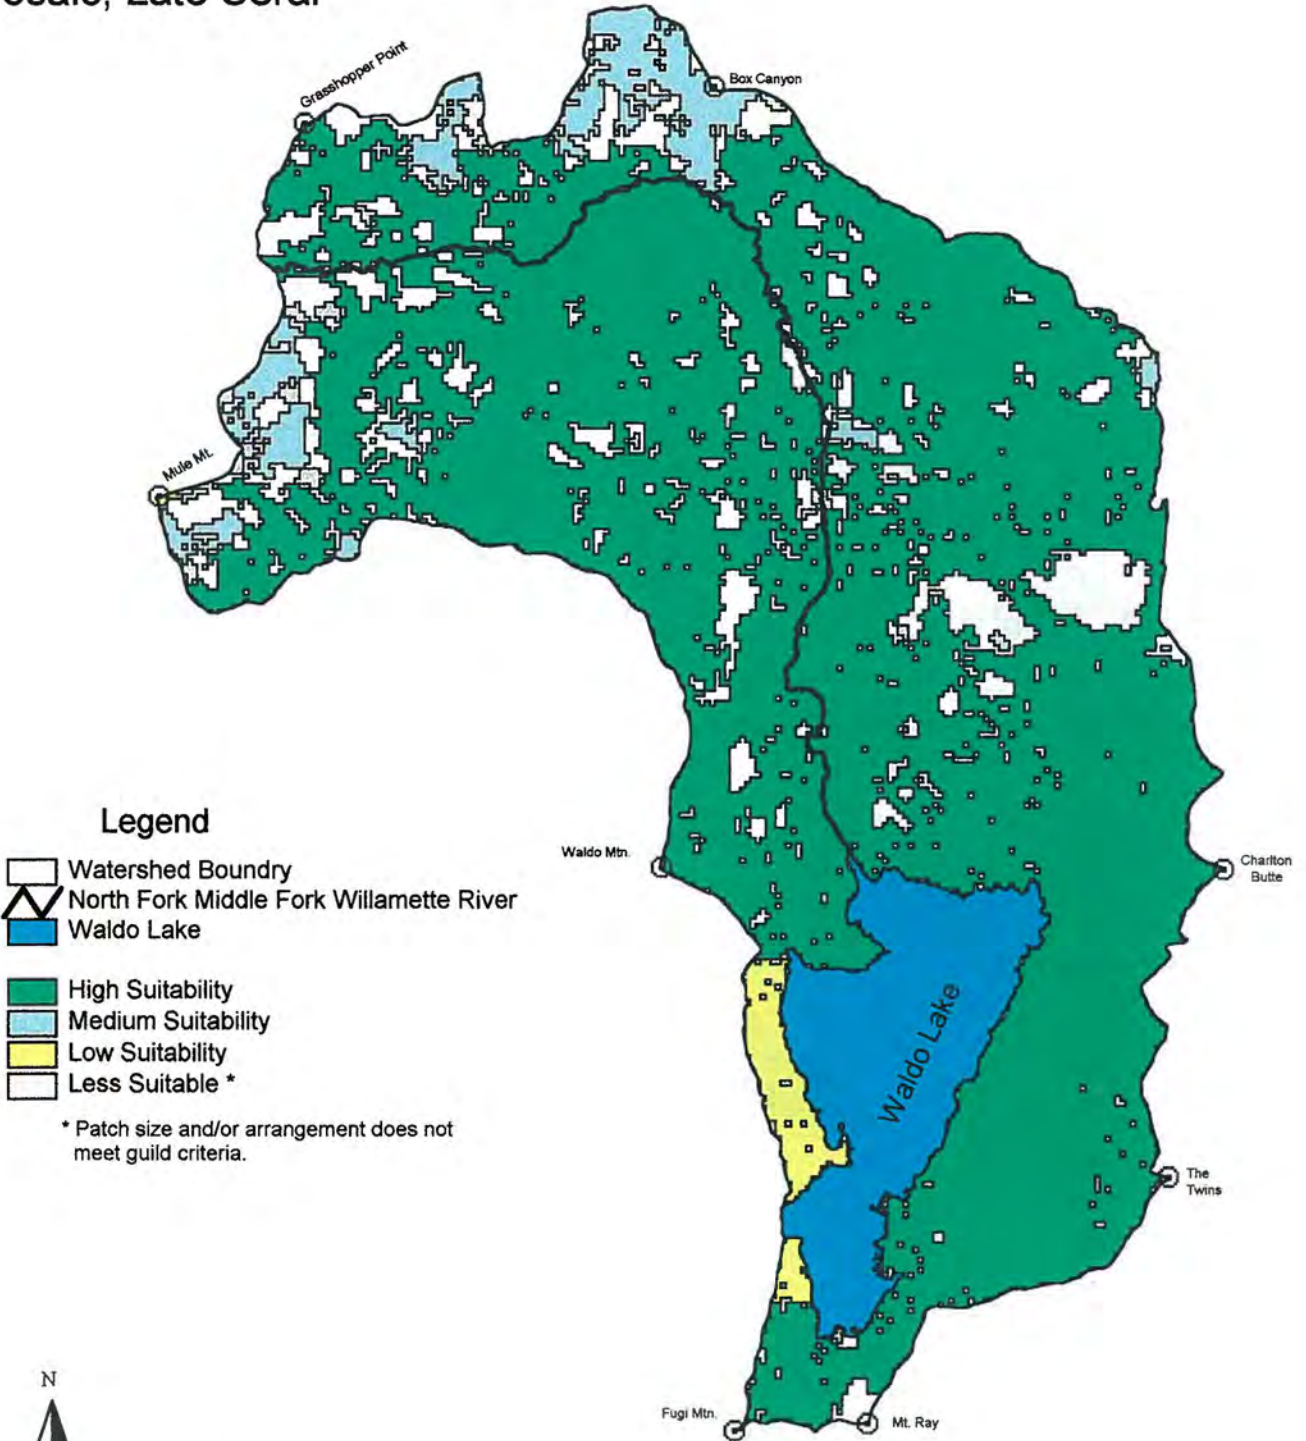 Late Seral
Grasshopper Point
Box Canyon
Mule Mt.
Legend
Watershed Boundry
North Fork Middle Fork Willamette River
Waldo Lake
High Suitability
Medium Suitability
Low Suitability
Less Suitable *
* Patch size and/or arrangement does not
meet guild criteria.
Waldo Mtn.
Charlton
Butte
Waldo Lake
The
Twins
Fugi Mtn.
Mt. Ray
N